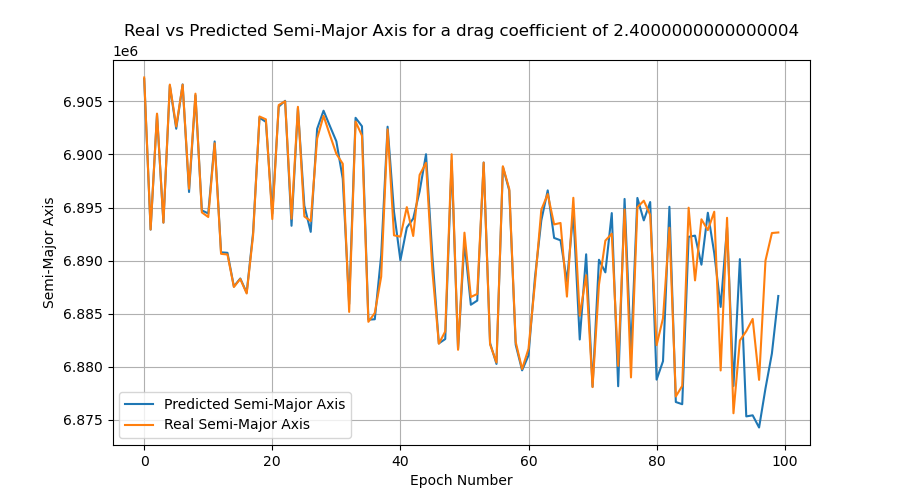 Real vs Predicted Semi-Major Axis for a drag coefficient of 2.4000000000000004
1e6
6.905
6.900
6.895
6.890
6.885
6.880
6.875
Semi-Major Axis
Predicted Semi-Major Axis
Real Semi-Major Axis
0 20 40 60 80 100
Epoch Number